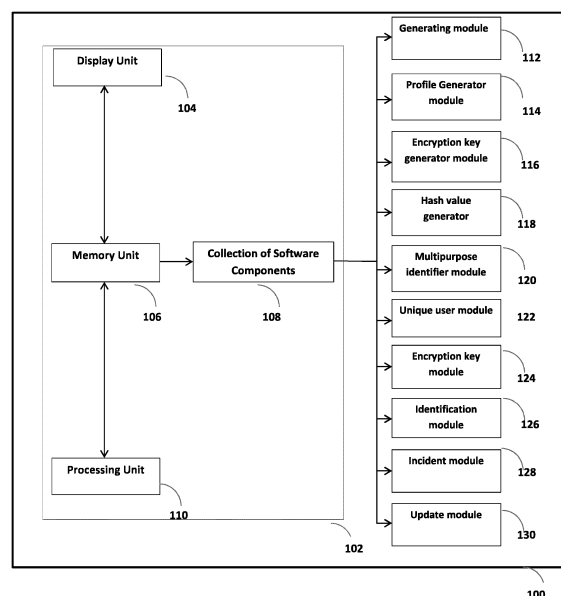 Display Unit
104
Memory Unit
106
Collection of Software
Components
108
Processing Unit
110
102
Generating module
112
Profile Generator
module
114
Encryption key
generator module
116
Hash value
generator
118
Multipurpose
identifier module
120
Unique user module
122
Encryption key
module
124
Identification
module
126
Incident module
128
Update module
130
100